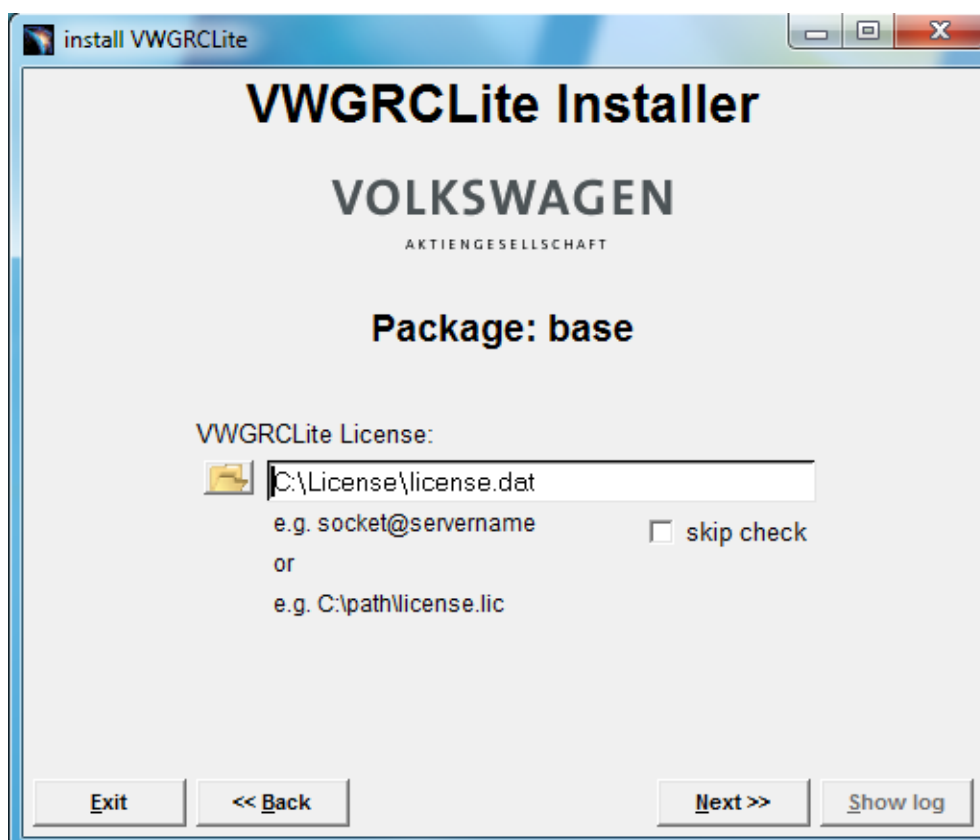 install VWGRCLite
VWGRCLite Installer
VOLKSWAGEN
AKTIENGESELLSCHAFT
Package: base
VWGRCLite License:
C:\License\license.dat
e.g. socket@servername
skip check
or
e.g. C:\path\license.lic
Exit
<< Back
Next >>
Show log